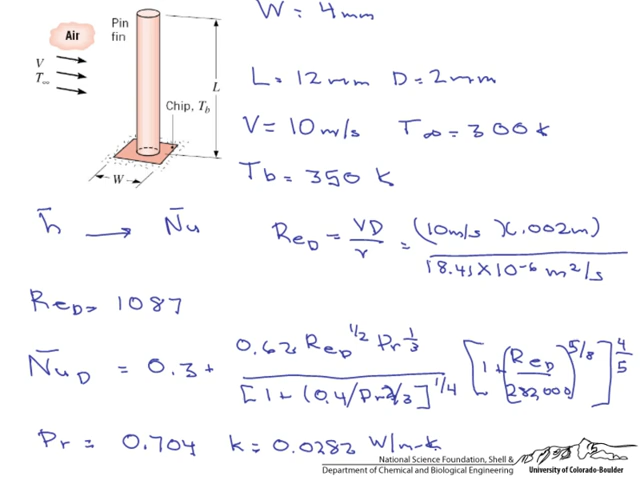 W = 4mm
Pin
fin
Air
V
T∞
L
Chip, Tb
W
L = 12mm D = 2mm
V = 10m/s T∞ = 300K
Tb = 350 K
h̄ → N̄u
ReD = VD/ν = (10m/s)(.002m)/18.41×10⁻⁶ m²/s
ReD = 1087
N̄uD = 0.3 + 0.62 ReD^1/2 Pr^1/3/[1+(0.4/Pr)^2/3]^1/4 [1+(ReD/282,000)^5/8]^4/5
Pr = 0.704 k = 0.0282 W/m-K
National Science Foundation, Shell &
Department of Chemical and Biological Engineering
University of Colorado-Boulder